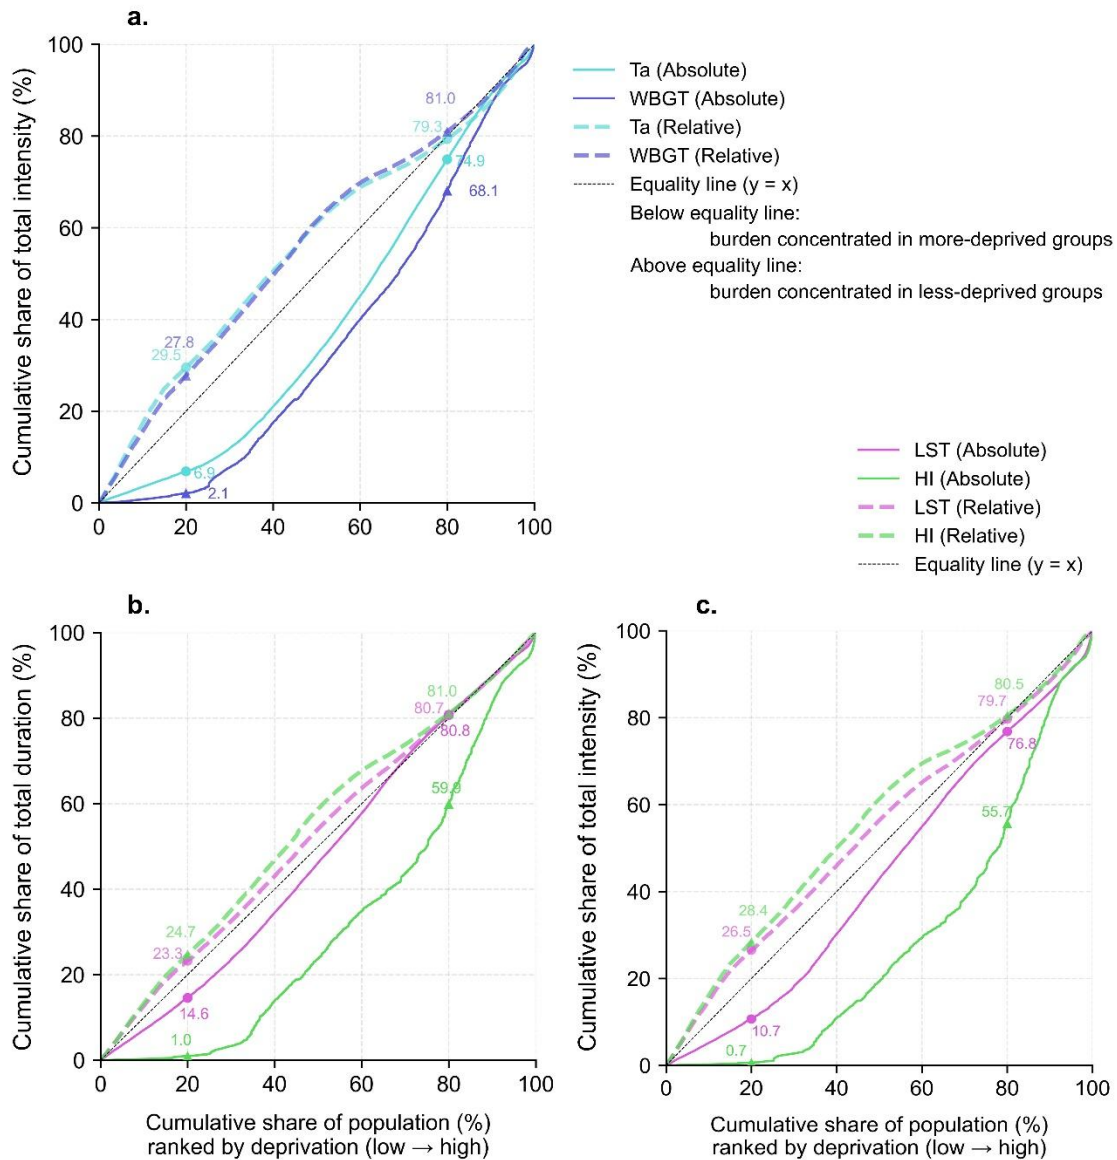 a.
Cumulative share of total intensity (%)
100
80
60
40
20
0
0
20
40
60
80
100
81.0
79.3
74.9
68.1
27.8
29.5
6.9
2.1
Ta (Absolute)
WBGT (Absolute)
Ta (Relative)
WBGT (Relative)
Equality line (y = x)
Below equality line:
burden concentrated in more-deprived groups
Above equality line:
burden concentrated in less-deprived groups
LST (Absolute)
HI (Absolute)
LST (Relative)
HI (Relative)
Equality line (y = x)
b.
Cumulative share of total duration (%)
100
80
60
40
20
0
0
20
40
60
80
100
81.0
80.7
80.8
59.9
24.7
23.3
14.6
1.0
Cumulative share of population (%)
ranked by deprivation (low → high)
c.
Cumulative share of total intensity (%)
100
80
60
40
20
0
0
20
40
60
80
100
80.5
79.7
76.8
55.7
28.4
26.5
10.7
0.7
Cumulative share of population (%)
ranked by deprivation (low → high)